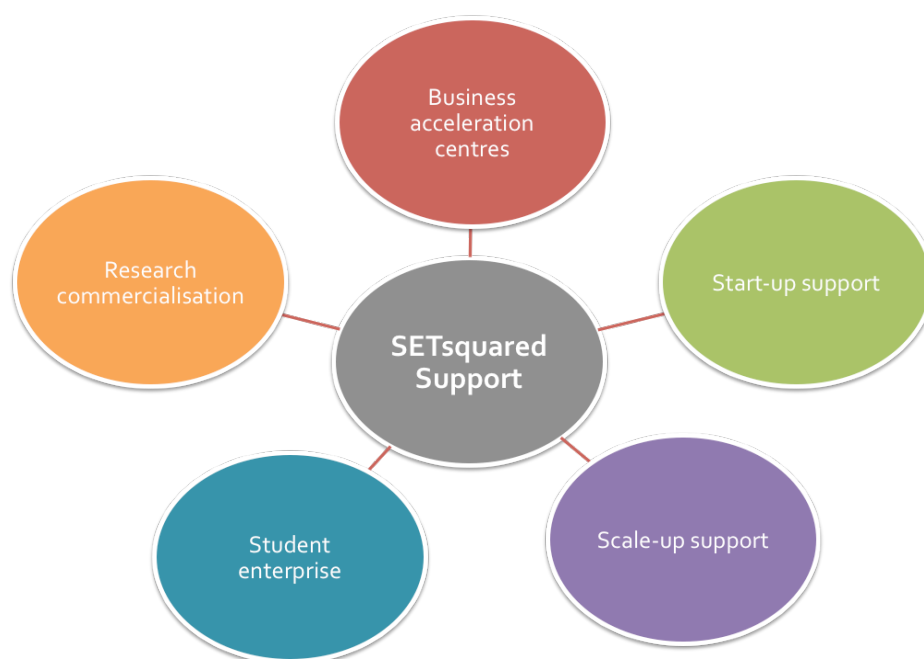 Business
acceleration
centres
Research
commercialisation
Start-up support
SETsquared
Support
Student
enterprise
Scale-up support